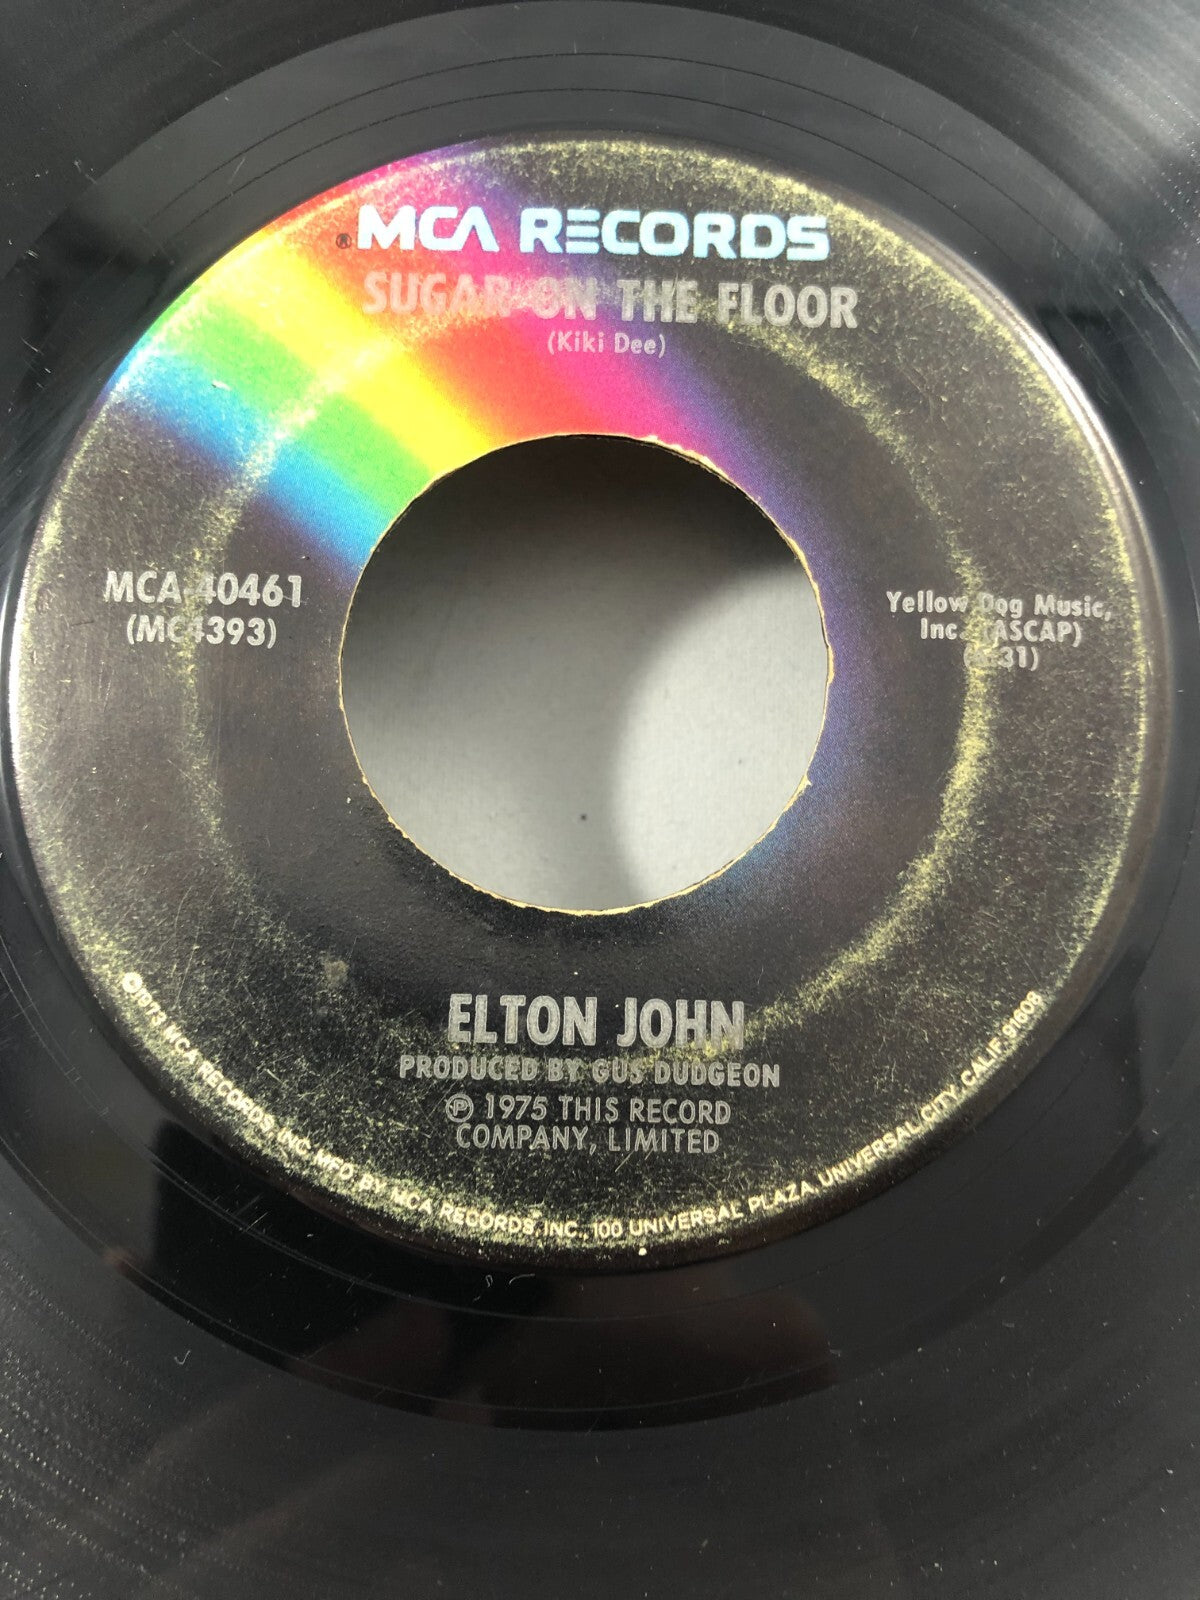 ® MCA RECORDS
SUGAR ON THE FLOOR
(Kiki Dee)
MCA-40461
(MC4393)
Yellow Dog Music,
Inc. (ASCAP)
ELTON JOHN
PRODUCED BY GUS DUDGEON
℗ 1975 THIS RECORD
COMPANY, LIMITED
©1973 MCA RECORDS, INC. MFD. BY MCA RECORDS, INC., 100 UNIVERSAL PLAZA, UNIVERSAL CITY, CALIF. 91608